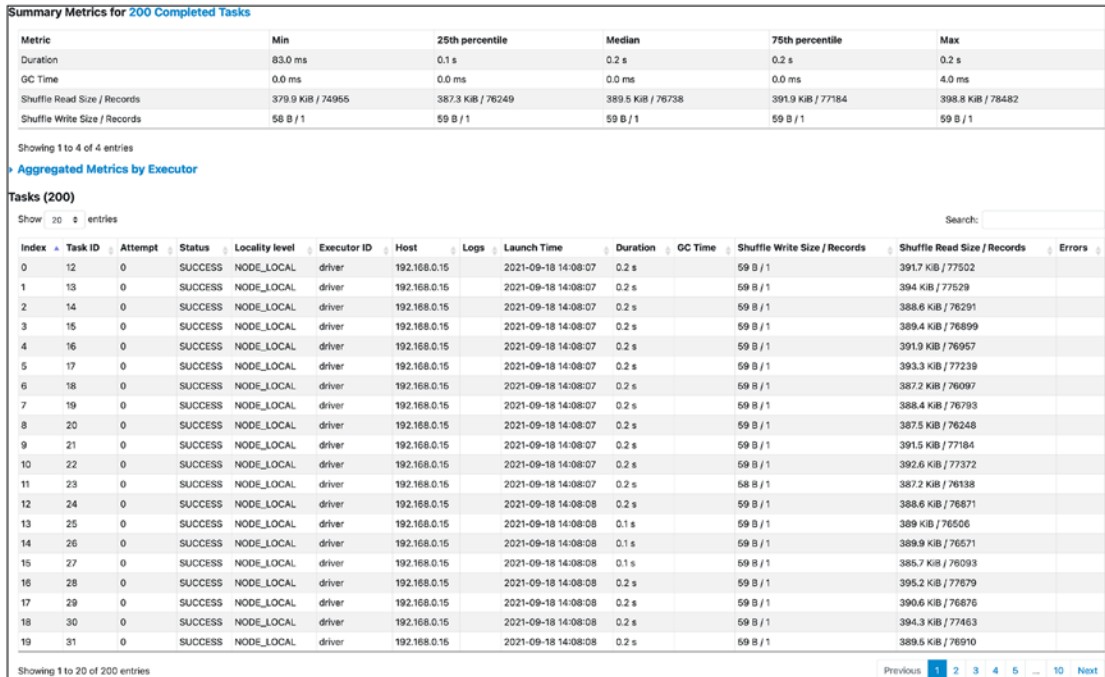 Summary Metrics for 200 Completed Tasks
Metric Min 25th percentile Median 75th percentile Max
Duration 83.0 ms 0.1 s 0.2 s 0.2 s 0.2 s
GC Time 0.0 ms 0.0 ms 0.0 ms 0.0 ms 4.0 ms
Shuffle Read Size / Records 379.9 KiB / 74955 387.3 KiB / 76249 389.5 KiB / 76738 391.9 KiB / 77184 398.8 KiB / 78482
Shuffle Write Size / Records 58 B / 1 59 B / 1 59 B / 1 59 B / 1 59 B / 1
Showing 1 to 4 of 4 entries
Aggregated Metrics by Executor
Tasks (200)
Show 20 entries Search:
Index Task ID Attempt Status Locality level Executor ID Host Logs Launch Time Duration GC Time Shuffle Write Size / Records Shuffle Read Size / Records Errors
0 12 0 SUCCESS NODE_LOCAL driver 192.168.0.15 2021-09-18 14:08:07 0.2 s 59 B / 1 391.7 KiB / 77502
1 13 0 SUCCESS NODE_LOCAL driver 192.168.0.15 2021-09-18 14:08:07 0.2 s 59 B / 1 394 KiB / 77529
2 14 0 SUCCESS NODE_LOCAL driver 192.168.0.15 2021-09-18 14:08:07 0.2 s 59 B / 1 388.6 KiB / 76291
3 15 0 SUCCESS NODE_LOCAL driver 192.168.0.15 2021-09-18 14:08:07 0.2 s 59 B / 1 389.4 KiB / 76899
4 16 0 SUCCESS NODE_LOCAL driver 192.168.0.15 2021-09-18 14:08:07 0.2 s 59 B / 1 391.9 KiB / 76957
5 17 0 SUCCESS NODE_LOCAL driver 192.168.0.15 2021-09-18 14:08:07 0.2 s 59 B / 1 393.3 KiB / 77239
6 18 0 SUCCESS NODE_LOCAL driver 192.168.0.15 2021-09-18 14:08:07 0.2 s 59 B / 1 387.2 KiB / 76097
7 19 0 SUCCESS NODE_LOCAL driver 192.168.0.15 2021-09-18 14:08:07 0.2 s 59 B / 1 388.4 KiB / 76793
8 20 0 SUCCESS NODE_LOCAL driver 192.168.0.15 2021-09-18 14:08:07 0.2 s 59 B / 1 387.5 KiB / 76248
9 21 0 SUCCESS NODE_LOCAL driver 192.168.0.15 2021-09-18 14:08:07 0.2 s 59 B / 1 391.5 KiB / 77184
10 22 0 SUCCESS NODE_LOCAL driver 192.168.0.15 2021-09-18 14:08:07 0.2 s 59 B / 1 392.6 KiB / 77372
11 23 0 SUCCESS NODE_LOCAL driver 192.168.0.15 2021-09-18 14:08:07 0.2 s 58 B / 1 387.2 KiB / 76138
12 24 0 SUCCESS NODE_LOCAL driver 192.168.0.15 2021-09-18 14:08:08 0.2 s 59 B / 1 388.6 KiB / 76871
13 25 0 SUCCESS NODE_LOCAL driver 192.168.0.15 2021-09-18 14:08:08 0.1 s 59 B / 1 389 KiB / 76506
14 26 0 SUCCESS NODE_LOCAL driver 192.168.0.15 2021-09-18 14:08:08 0.1 s 59 B / 1 389.9 KiB / 76571
15 27 0 SUCCESS NODE_LOCAL driver 192.168.0.15 2021-09-18 14:08:08 0.1 s 59 B / 1 385.7 KiB / 76093
16 28 0 SUCCESS NODE_LOCAL driver 192.168.0.15 2021-09-18 14:08:08 0.2 s 59 B / 1 395.2 KiB / 77679
17 29 0 SUCCESS NODE_LOCAL driver 192.168.0.15 2021-09-18 14:08:08 0.2 s 59 B / 1 390.6 KiB / 76876
18 30 0 SUCCESS NODE_LOCAL driver 192.168.0.15 2021-09-18 14:08:08 0.2 s 59 B / 1 394.3 KiB / 77463
19 31 0 SUCCESS NODE_LOCAL driver 192.168.0.15 2021-09-18 14:08:08 0.2 s 59 B / 1 389.5 KiB / 76910
Showing 1 to 20 of 200 entries Previous 1 2 3 4 5 ... 10 Next